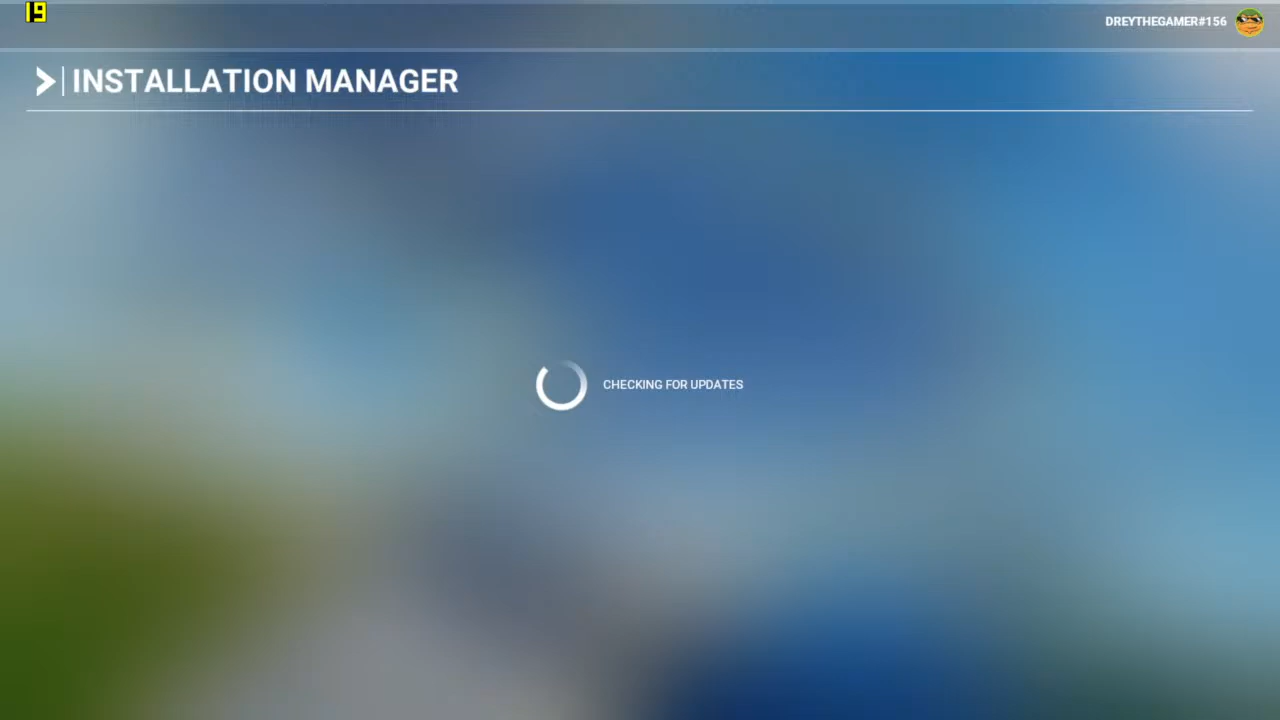 19
DREYTHEGAMER#156
INSTALLATION MANAGER
CHECKING FOR UPDATES